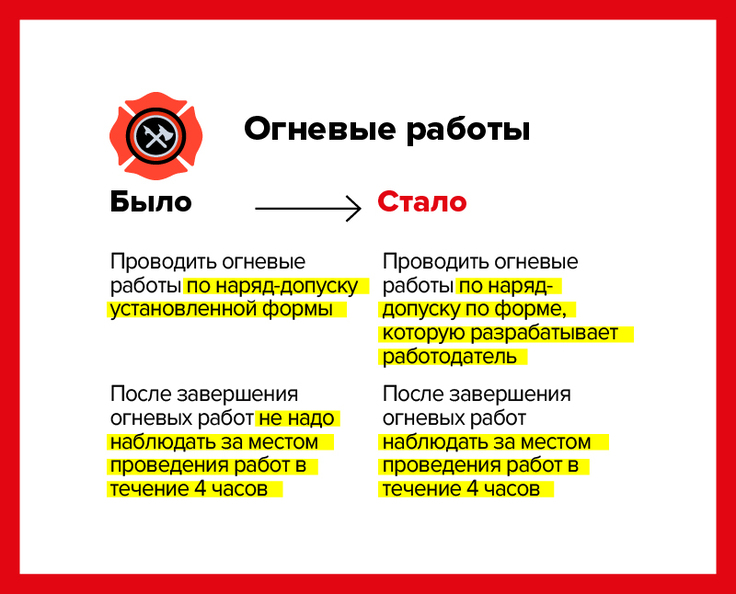 Огневые работы
Было
Стало
Проводить огневые
работы по наряд-допуску
установленной формы
Проводить огневые
работы по наряд-
допуску по форме,
которую разрабатывает
работодатель
После завершения
огневых работ не надо
наблюдать за местом
проведения работ в
течение 4 часов
После завершения
огневых работ
наблюдать за местом
проведения работ в
течение 4 часов